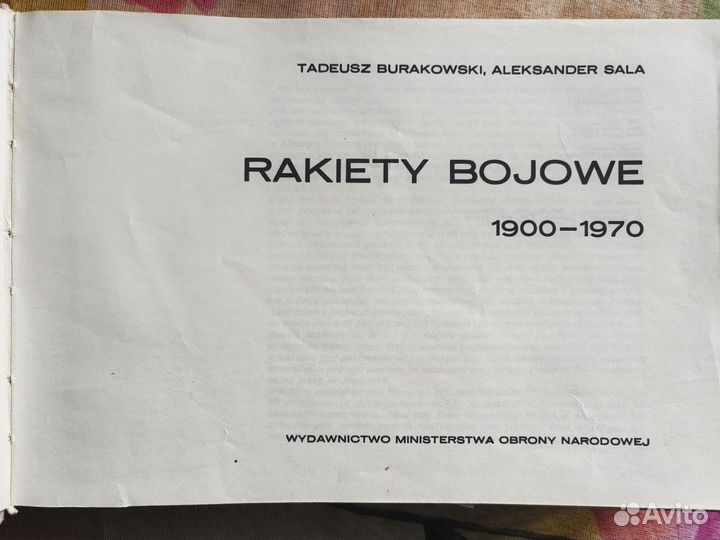 TADEUSZ BURAKOWSKI, ALEKSANDER SALA
RAKIETY BOJOWE
1900–1970
WYDAWNICTWO MINISTERSTWA OBRONY NARODOWEJ
Avito